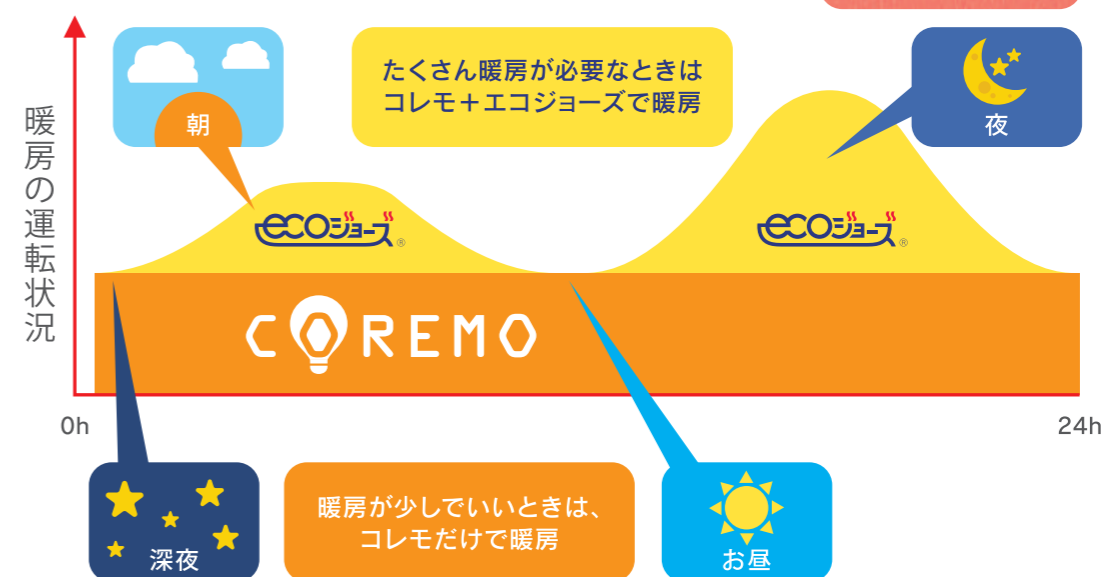 暖房の運転状況
朝
たくさん暖房が必要なときは
コレモ＋エコジョーズで暖房
夜
ecoジョーズ®
ecoジョーズ®
COREMO
0h
24h
深夜
暖房が少しでいいときは、
コレモだけで暖房
お昼